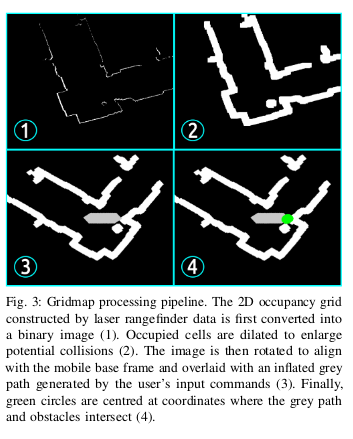 1
2
3
4
Fig. 3: Gridmap processing pipeline. The 2D occupancy grid
constructed by laser rangefinder data is first converted into
a binary image (1). Occupied cells are dilated to enlarge
potential collisions (2). The image is then rotated to align
with the mobile base frame and overlaid with an inflated grey
path generated by the user's input commands (3). Finally,
green circles are centred at coordinates where the grey path
and obstacles intersect (4).